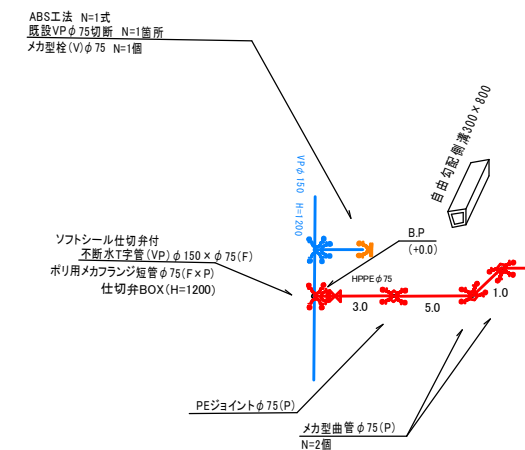 ABS工法 N=1式
既設VPφ75切断 N=1箇所
メカ型栓(V)φ75 N=1個
自由勾配側溝300×800
VPφ150 H=1200
B.P
(+0.0)
ソフトシール仕切弁付
不断水T字管(VP)φ150×φ75(F)
ポリ用メカフランジ短管φ75(F×P)
仕切弁BOX(H=1200)
HPPEφ75
3.0
5.0
1.0
PEジョイントφ75(P)
メカ型曲管φ75(P)
N=2個